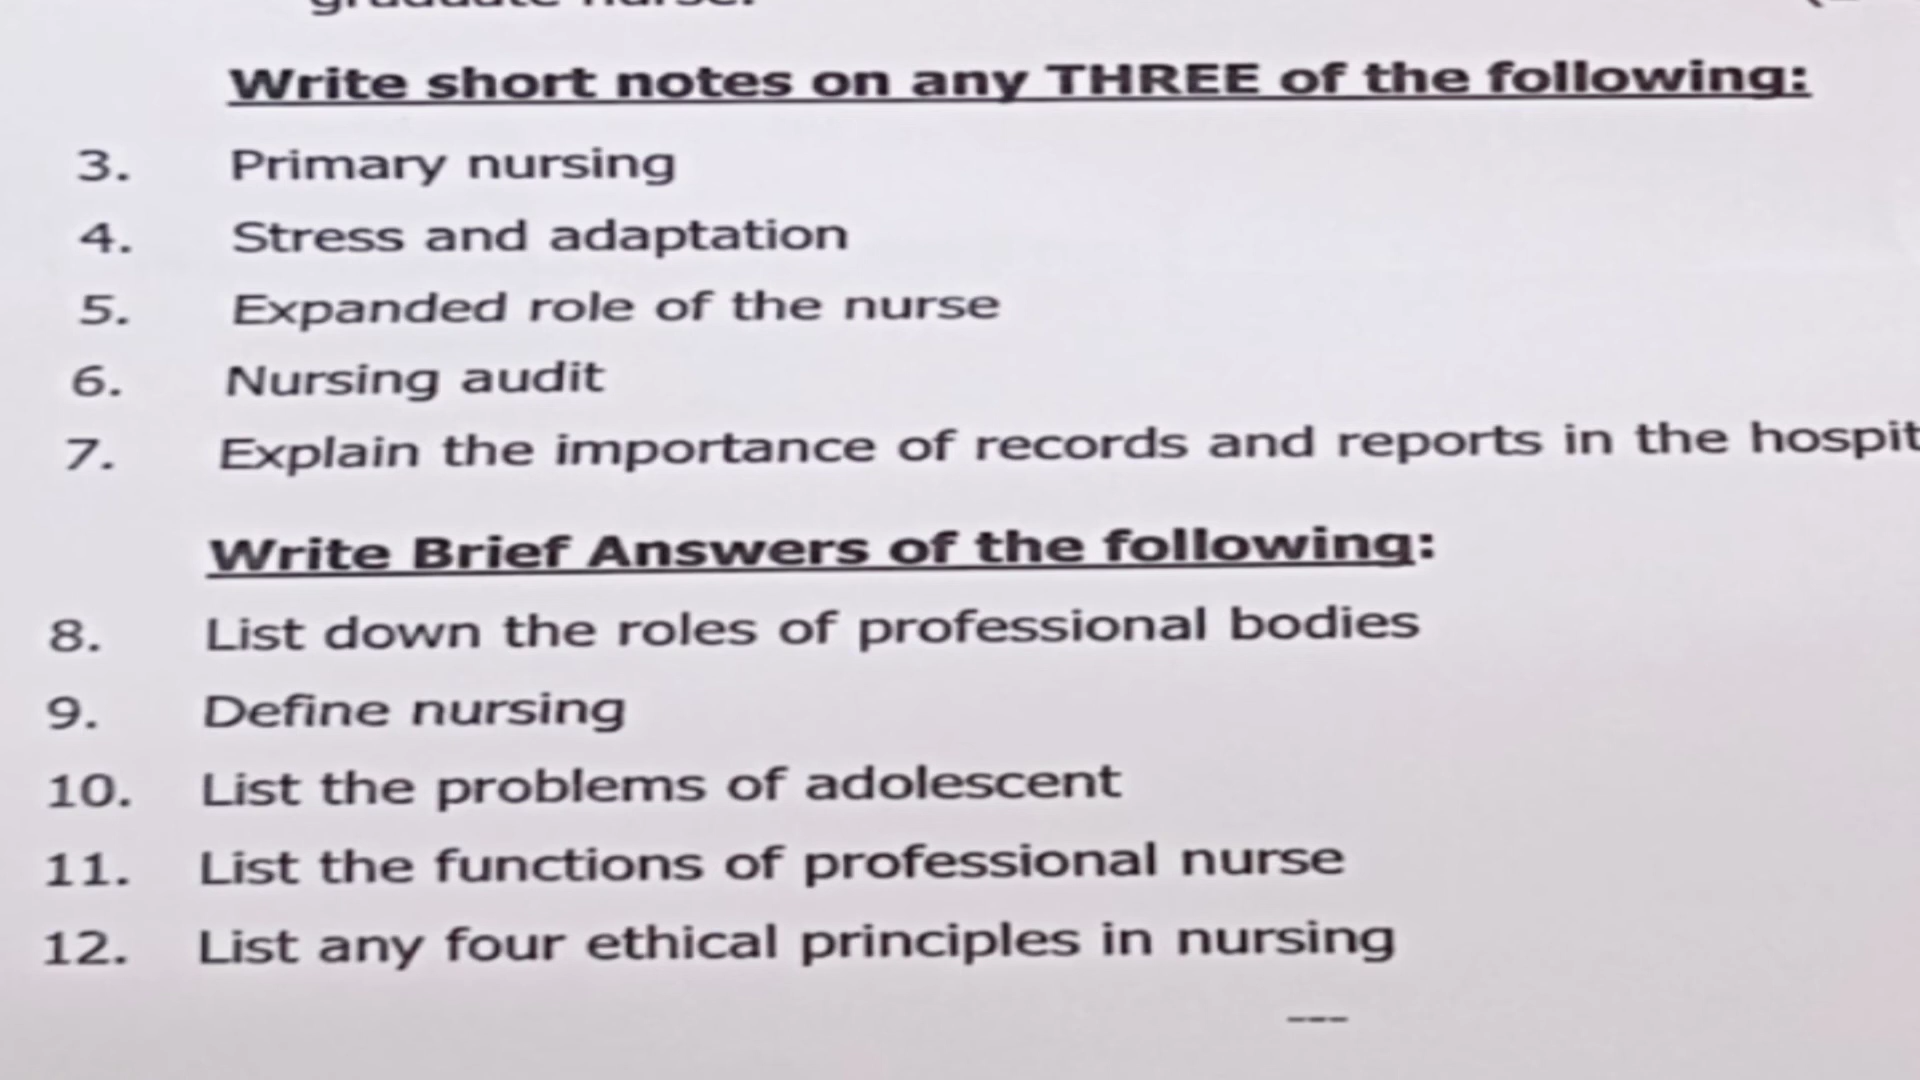 graduate nurse.
Write short notes on any THREE of the following:
3. Primary nursing
4. Stress and adaptation
5. Expanded role of the nurse
6. Nursing audit
7. Explain the importance of records and reports in the hospit
Write Brief Answers of the following:
8. List down the roles of professional bodies
9. Define nursing
10. List the problems of adolescent
11. List the functions of professional nurse
12. List any four ethical principles in nursing
---